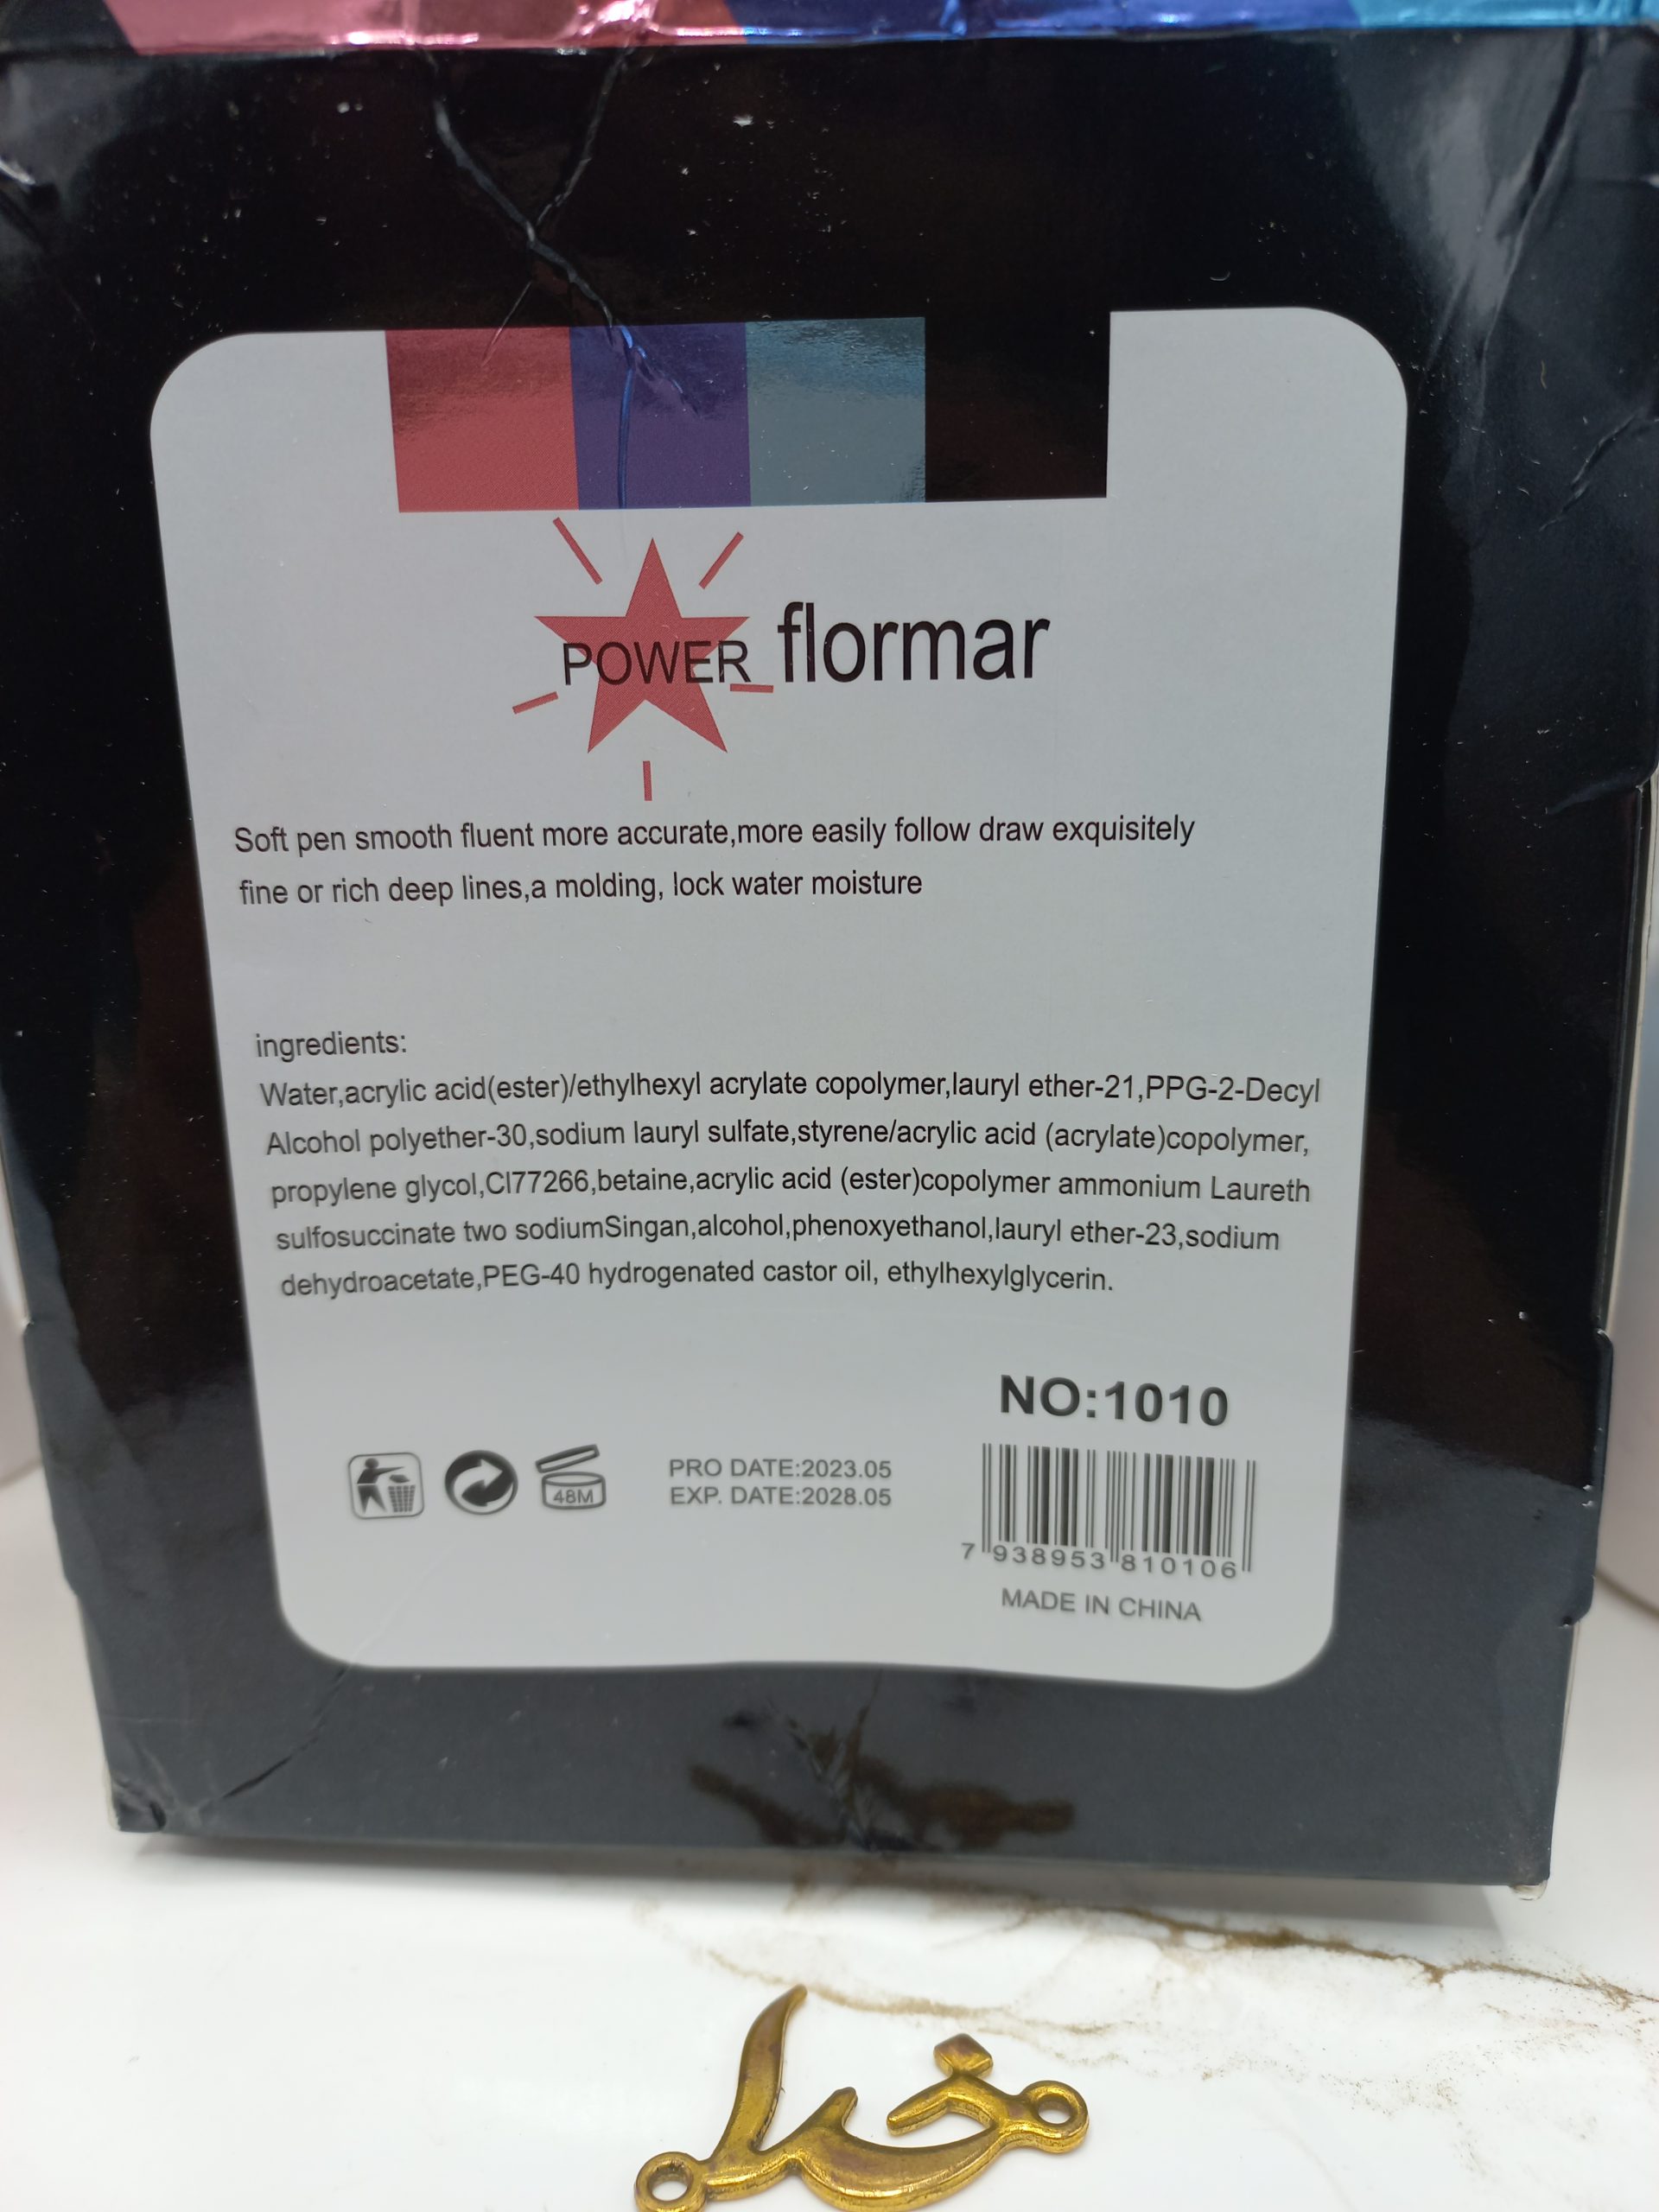 POWER flormar
Soft pen smooth fluent more accurate,more easily follow draw exquisitely
fine or rich deep lines,a molding, lock water moisture
ingredients:
Water,acrylic acid(ester)/ethylhexyl acrylate copolymer,lauryl ether-21,PPG-2-Decyl
Alcohol polyether-30,sodium lauryl sulfate,styrene/acrylic acid (acrylate)copolymer,
propylene glycol,CI77266,betaine,acrylic acid (ester)copolymer ammonium Laureth
sulfosuccinate two sodiumSingan,alcohol,phenoxyethanol,lauryl ether-23,sodium
dehydroacetate,PEG-40 hydrogenated castor oil, ethylhexylglycerin.
NO:1010
48M
PRO DATE:2023.05
EXP. DATE:2028.05
7 938953 810106
MADE IN CHINA
خدا